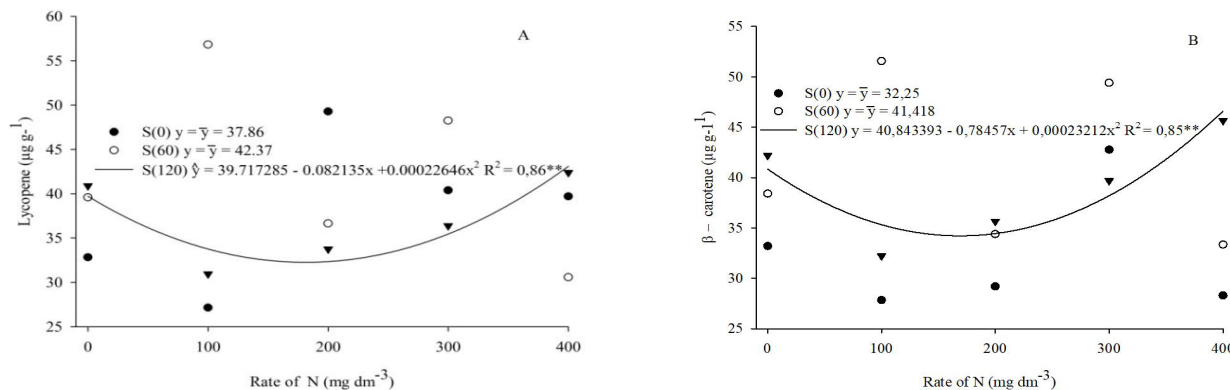 60
55
50
45
40
35
30
25
Lycopene (µg g-¹)
A
● S(0) y = y̅ = 37.86
○ S(60) y = y̅ = 42.37
S(120) ŷ = 39.717285 - 0.082135x +0.00022646x² R² = 0,86**
0 100 200 300 400
Rate of N (mg dm⁻³)
55
50
45
40
35
30
25
β – carotene (µg g-1¹)
B
● S(0) y = y̅ = 32,25
○ S(60) y = y̅ = 41,418
S(120) y = 40,843393 - 0,78457x + 0,00023212x² R² = 0,85**
0 100 200 300 400
Rate of N (mg dm⁻³)